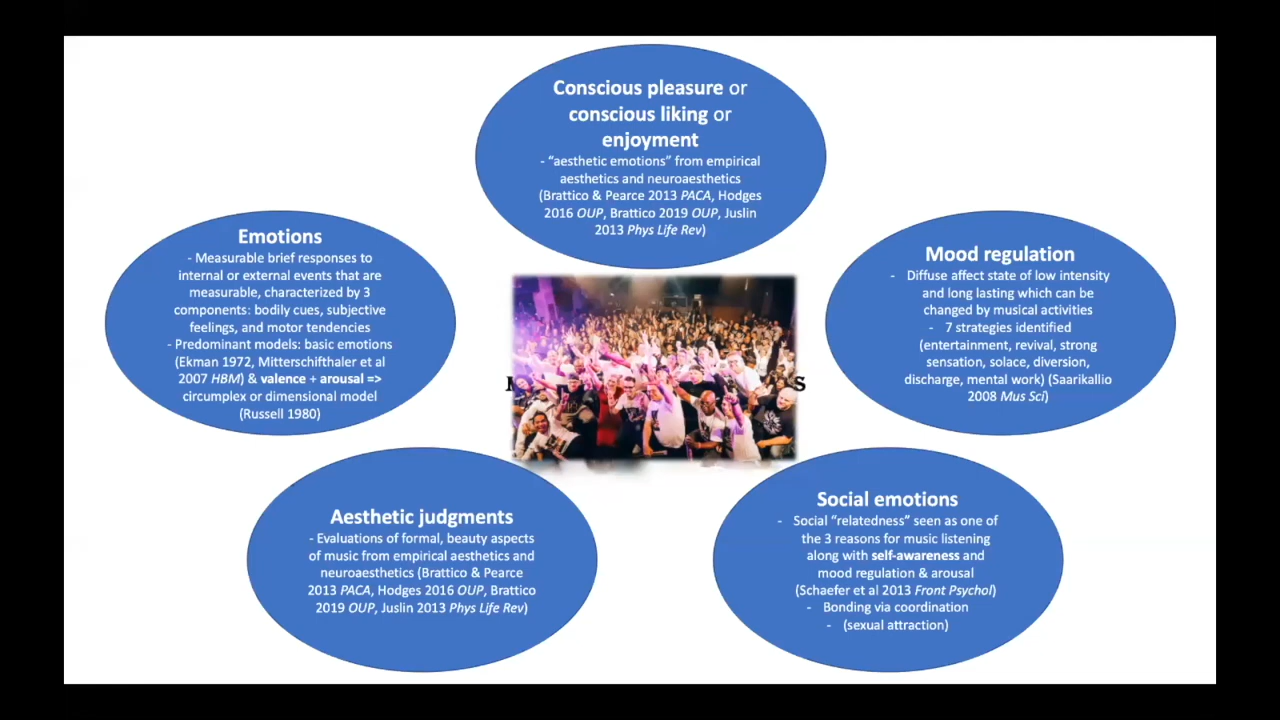 Conscious pleasure or
conscious liking or
enjoyment
- “aesthetic emotions” from empirical
aesthetics and neuroaesthetics
(Brattico & Pearce 2013 PACA, Hodges
2016 OUP, Brattico 2019 OUP, Juslin
2013 Phys Life Rev)
Emotions
- Measurable brief responses to
internal or external events that are
measurable, characterized by 3
components: bodily cues, subjective
feelings, and motor tendencies
- Predominant models: basic emotions
(Ekman 1972, Mitterschifthaler et al
2007 HBM) & valence + arousal =>
circumplex or dimensional model
(Russell 1980)
Mood regulation
- Diffuse affect state of low intensity
and long lasting which can be
changed by musical activities
- 7 strategies identified
(entertainment, revival, strong
sensation, solace, diversion,
discharge, mental work) (Saarikallio
2008 Mus Sci)
Aesthetic judgments
- Evaluations of formal, beauty aspects
of music from empirical aesthetics and
neuroaesthetics (Brattico & Pearce
2013 PACA, Hodges 2016 OUP, Brattico
2019 OUP, Juslin 2013 Phys Life Rev)
Social emotions
- Social “relatedness” seen as one of
the 3 reasons for music listening
along with self-awareness and
mood regulation & arousal
(Schaefer et al 2013 Front Psychol)
- Bonding via coordination
- (sexual attraction)